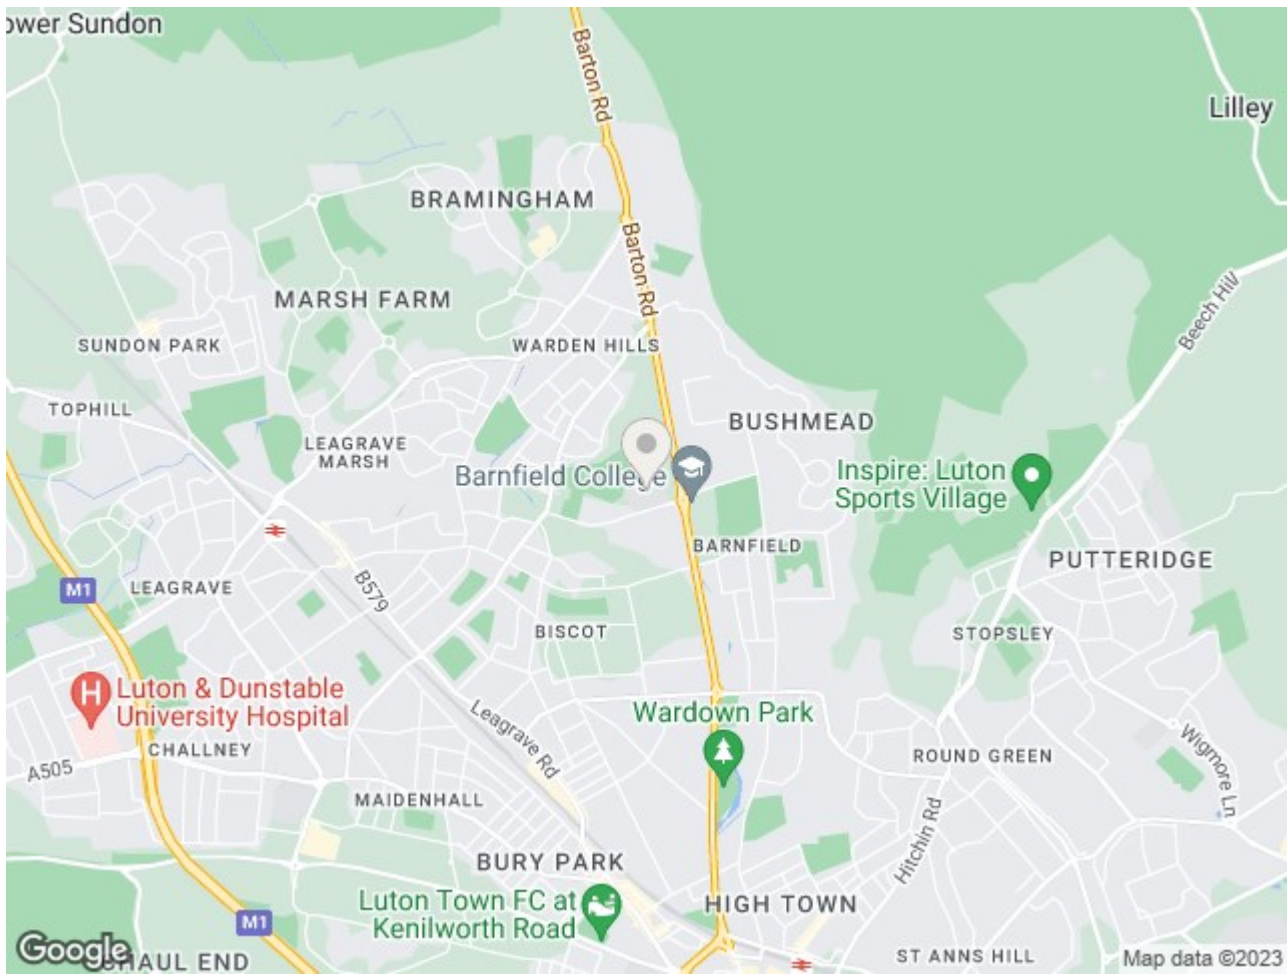 ower Sundon
Barton Rd
Lilley
BRAMINGHAM
Barton Rd
MARSH FARM
Beech Hill
SUNDON PARK
WARDEN HILLS
TOPHILL
BUSHMEAD
LEAGRAVE
MARSH
Barnfield College
Inspire: Luton
Sports Village
BARNFIELD
PUTTERIDGE
M1
LEAGRAVE
B579
BISCOT
STOPSLEY
H
Luton & Dunstable
University Hospital
Leagrave Rd
Wardown Park
CHALLNEY
A505
ROUND GREEN
Wigmore Ln
MAIDENHALL
Hitchin Rd
BURY PARK
Luton Town FC at
Kenilworth Road
HIGH TOWN
M1
Google
CHAUL END
ST ANNS HILL
Map data ©2023